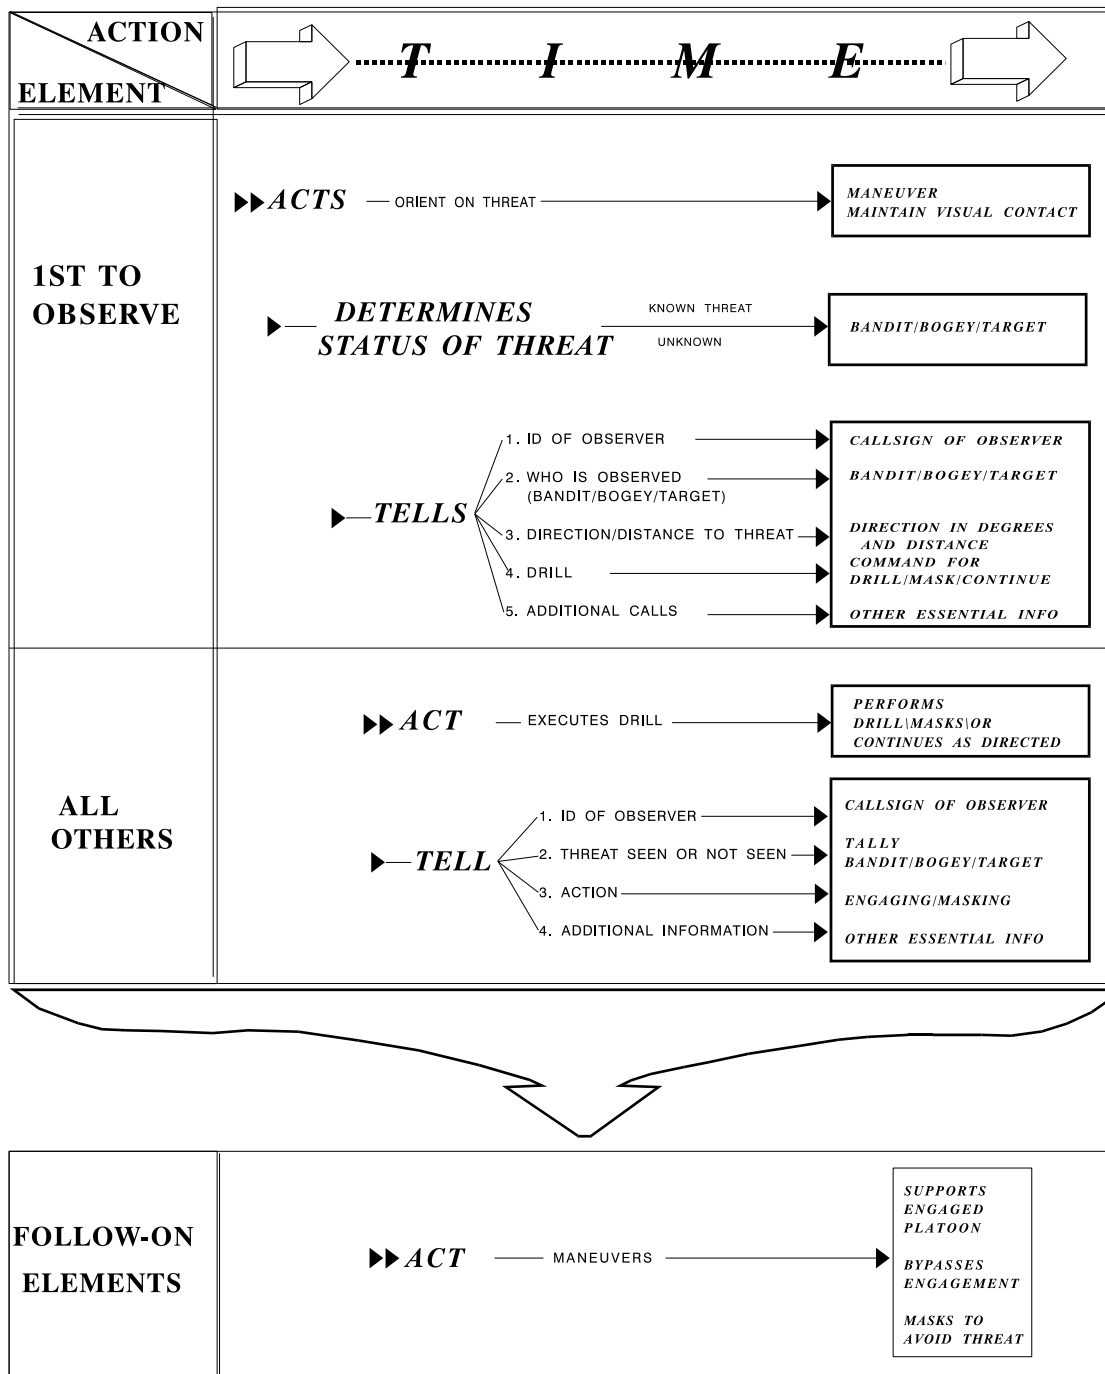 ACTION
ELEMENT
T I M E
1ST TO
OBSERVE
ACTS
ORIENT ON THREAT
MANEUVER
MAINTAIN VISUAL CONTACT
DETERMINES
STATUS OF THREAT
KNOWN THREAT
UNKNOWN
BANDIT/BOGEY/TARGET
TELLS
1. ID OF OBSERVER
CALLSIGN OF OBSERVER
2. WHO IS OBSERVED
(BANDIT/BOGEY/TARGET)
BANDIT/BOGEY/TARGET
3. DIRECTION/DISTANCE TO THREAT
DIRECTION IN DEGREES
AND DISTANCE
4. DRILL
COMMAND FOR
DRILL/MASK/CONTINUE
5. ADDITIONAL CALLS
OTHER ESSENTIAL INFO
ALL
OTHERS
ACT
EXECUTES DRILL
PERFORMS
DRILL\MASKS\OR
CONTINUES AS DIRECTED
TELL
1. ID OF OBSERVER
CALLSIGN OF OBSERVER
2. THREAT SEEN OR NOT SEEN
TALLY
BANDIT/BOGEY/TARGET
3. ACTION
ENGAGING/MASKING
4. ADDITIONAL INFORMATION
OTHER ESSENTIAL INFO
FOLLOW-ON
ELEMENTS
ACT
MANEUVERS
SUPPORTS
ENGAGED
PLATOON
BYPASSES
ENGAGEMENT
MASKS TO
AVOID THREAT